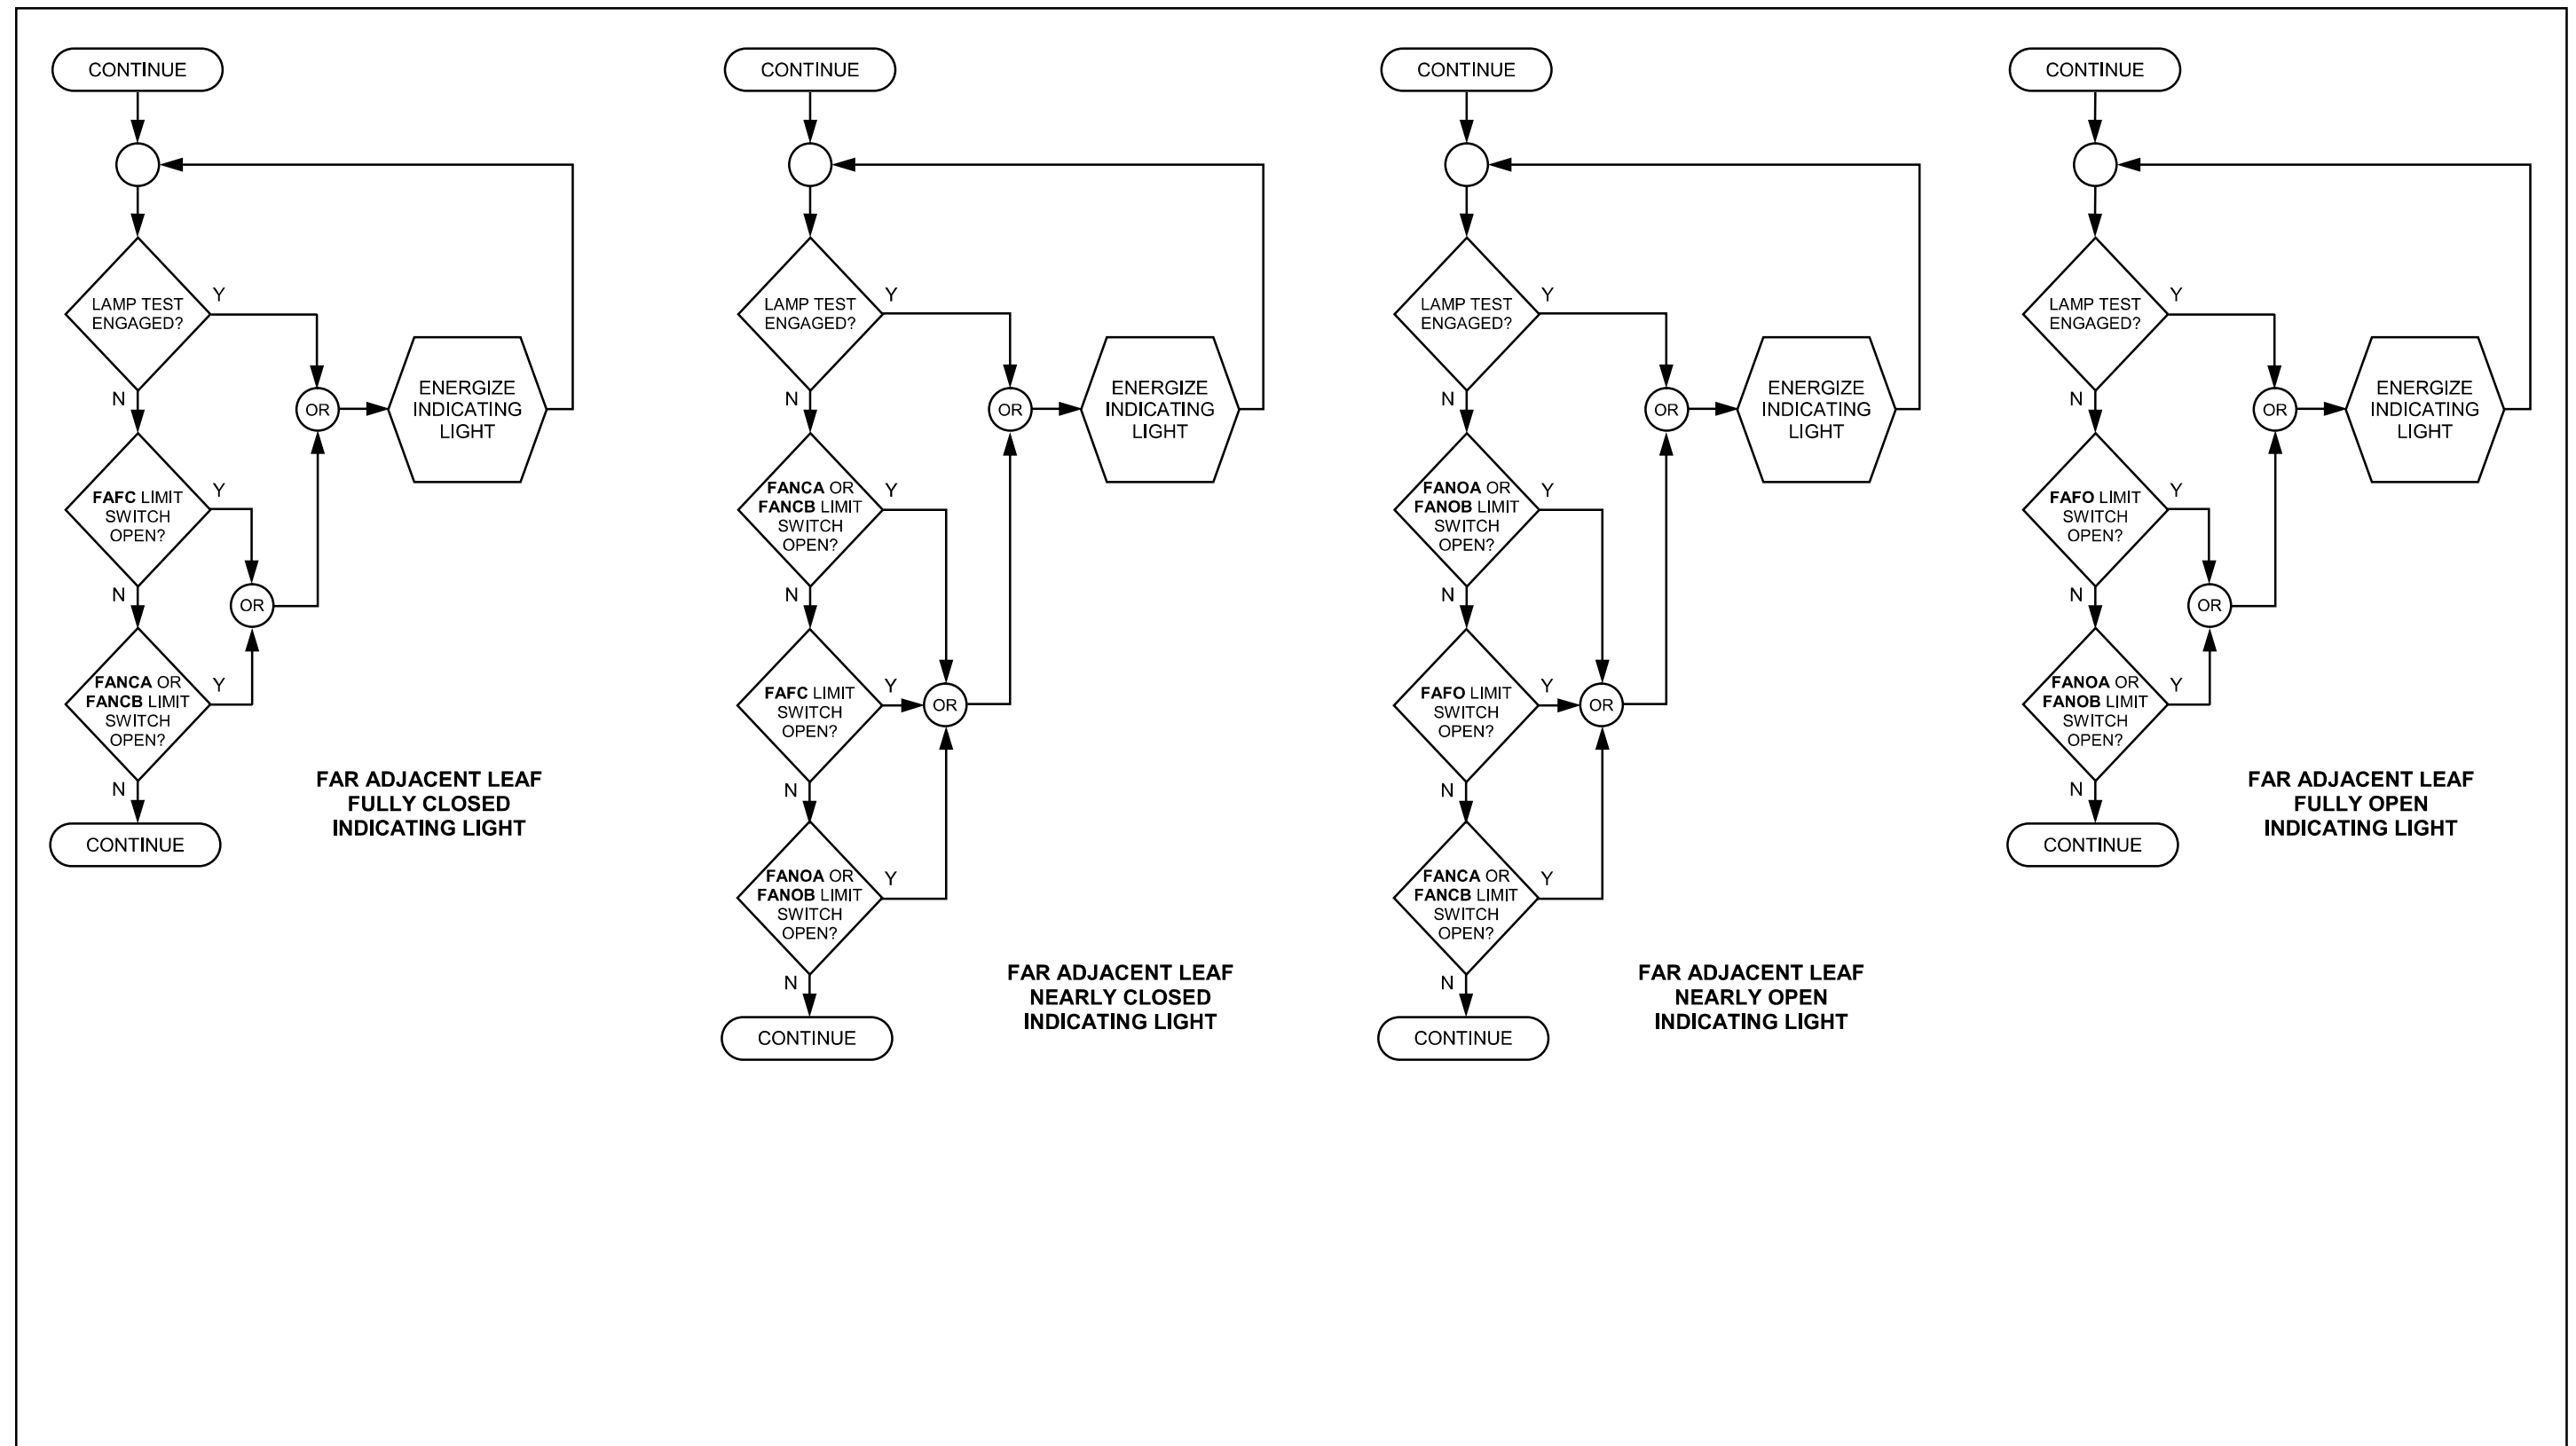 CONTINUE
LAMP TEST
ENGAGED?
Y
N
OR
ENERGIZE
INDICATING
LIGHT
FAFC LIMIT
SWITCH
OPEN?
Y
N
OR
FANCA OR
FANCB LIMIT
SWITCH
OPEN?
Y
N
CONTINUE
FAR ADJACENT LEAF
FULLY CLOSED
INDICATING LIGHT
CONTINUE
LAMP TEST
ENGAGED?
Y
N
OR
ENERGIZE
INDICATING
LIGHT
FANCA OR
FANCB LIMIT
SWITCH
OPEN?
Y
N
FAFC LIMIT
SWITCH
OPEN?
Y
N
OR
FANOA OR
FANOB LIMIT
SWITCH
OPEN?
Y
N
CONTINUE
FAR ADJACENT LEAF
NEARLY CLOSED
INDICATING LIGHT
CONTINUE
LAMP TEST
ENGAGED?
Y
N
OR
ENERGIZE
INDICATING
LIGHT
FANOA OR
FANOB LIMIT
SWITCH
OPEN?
Y
N
FAFO LIMIT
SWITCH
OPEN?
Y
N
OR
FANCA OR
FANCB LIMIT
SWITCH
OPEN?
Y
N
CONTINUE
FAR ADJACENT LEAF
NEARLY OPEN
INDICATING LIGHT
CONTINUE
LAMP TEST
ENGAGED?
Y
N
OR
ENERGIZE
INDICATING
LIGHT
FAFO LIMIT
SWITCH
OPEN?
Y
N
OR
FANOA OR
FANOB LIMIT
SWITCH
OPEN?
Y
N
CONTINUE
FAR ADJACENT LEAF
FULLY OPEN
INDICATING LIGHT